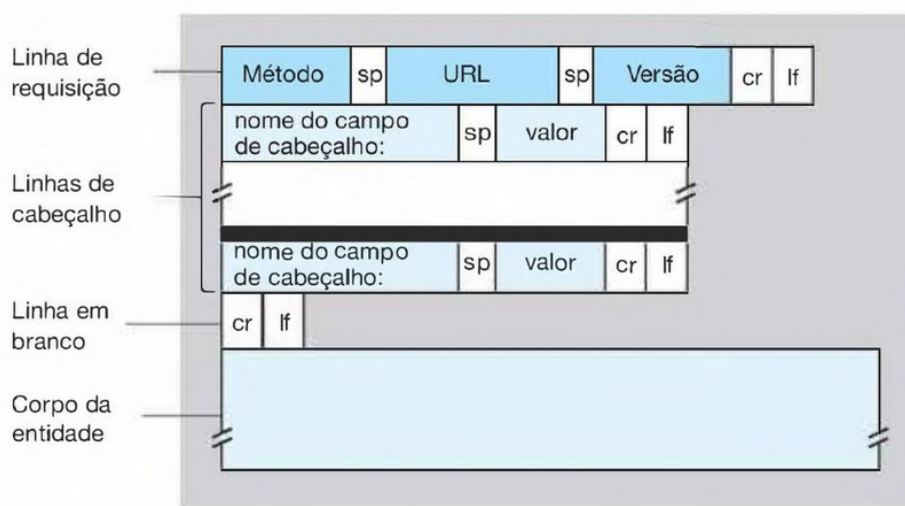 Linha de
requisição
Método sp URL sp Versão cr lf
nome do campo
de cabeçalho: sp valor cr lf
Linhas de
cabeçalho
nome do campo
de cabeçalho: sp valor cr lf
Linha em
branco
cr lf
Corpo da
entidade